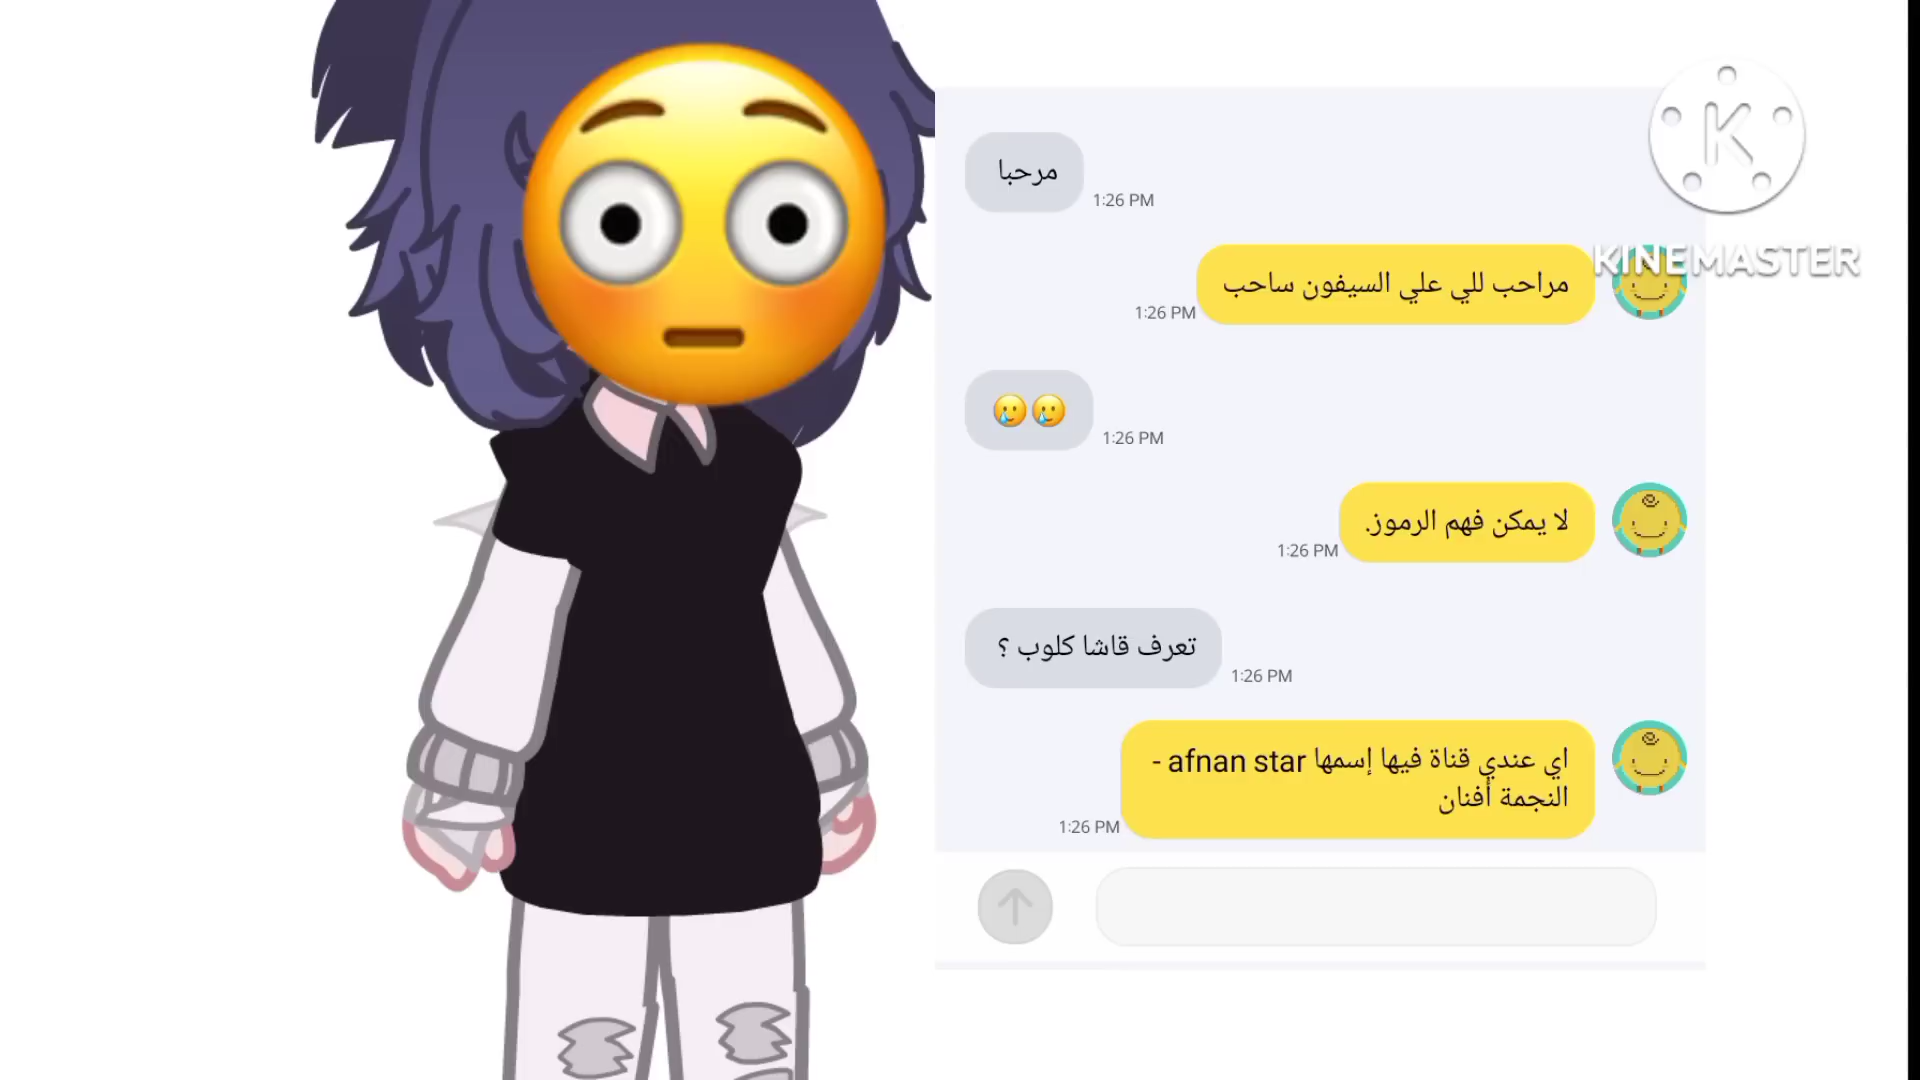 مرحبا
1:26 PM
مراحب للي علي السيفون ساحب
1:26 PM
🥲🥲
1:26 PM
لا يمكن فهم الرموز.
1:26 PM
تعرف قاشا كلوب ؟
1:26 PM
اي عندي قناة فيها إسمها afnan star -
النجمة أفنان
1:26 PM
K
KINEMASTER